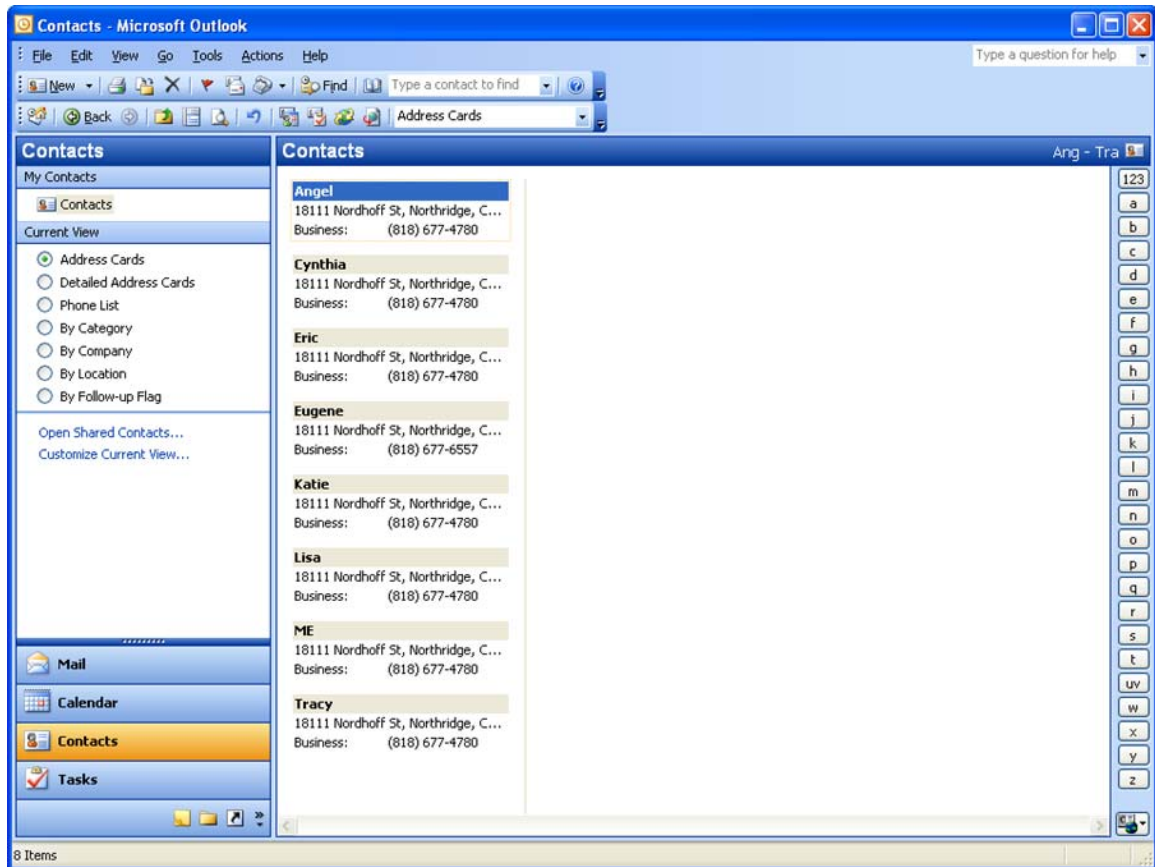 Contacts - Microsoft Outlook
File Edit View Go Tools Actions Help Type a question for help
New Find Type a contact to find
Back Address Cards
Contacts
My Contacts
Contacts
Current View
Address Cards
Detailed Address Cards
Phone List
By Category
By Company
By Location
By Follow-up Flag
Open Shared Contacts...
Customize Current View...
Mail
Calendar
Contacts
Tasks
Contacts Ang - Tra
Angel
18111 Nordhoff St, Northridge, C...
Business: (818) 677-4780
Cynthia
18111 Nordhoff St, Northridge, C...
Business: (818) 677-4780
Eric
18111 Nordhoff St, Northridge, C...
Business: (818) 677-4780
Eugene
18111 Nordhoff St, Northridge, C...
Business: (818) 677-6557
Katie
18111 Nordhoff St, Northridge, C...
Business: (818) 677-4780
Lisa
18111 Nordhoff St, Northridge, C...
Business: (818) 677-4780
ME
18111 Nordhoff St, Northridge, C...
Business: (818) 677-4780
Tracy
18111 Nordhoff St, Northridge, C...
Business: (818) 677-4780
123
a
b
c
d
e
f
g
h
i
j
k
l
m
n
o
p
q
r
s
t
uv
w
x
y
z
8 Items